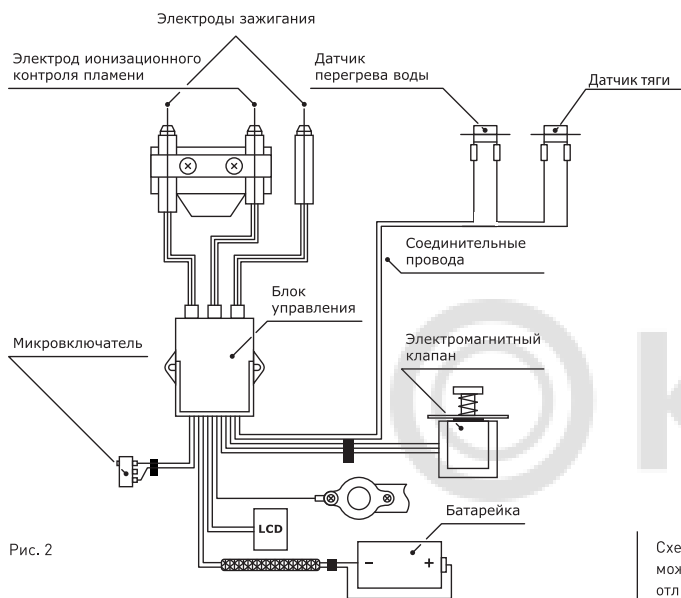 Электроды зажигания
Электрод ионизационного
контроля пламени
Датчик
перегрева воды
Датчик тяги
Соединительные
провода
Блок
управления
Микровключатель
Электромагнитный
клапан
LCD
Батарейка
- +
Рис. 2